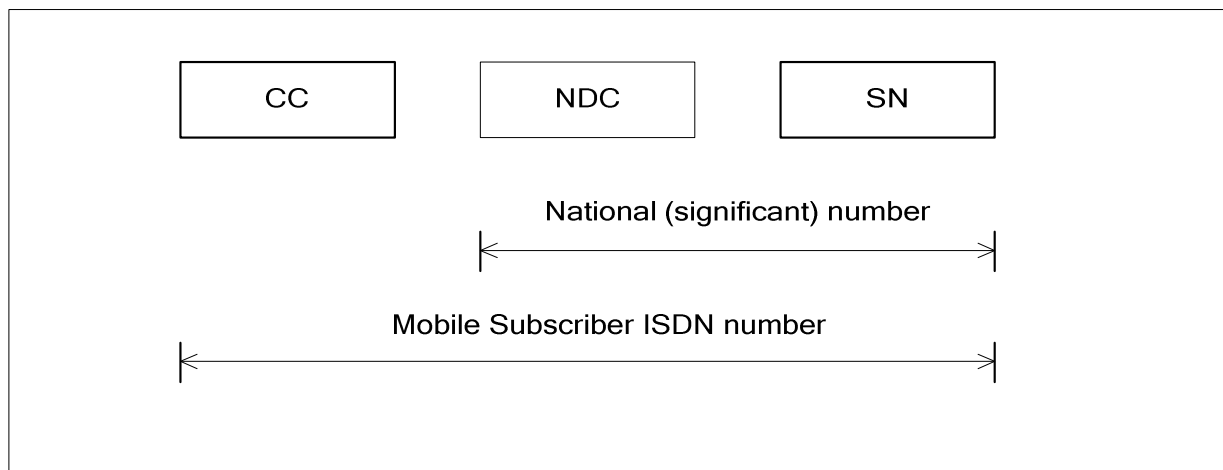 CC NDC SN
National (significant) number
Mobile Subscriber ISDN number